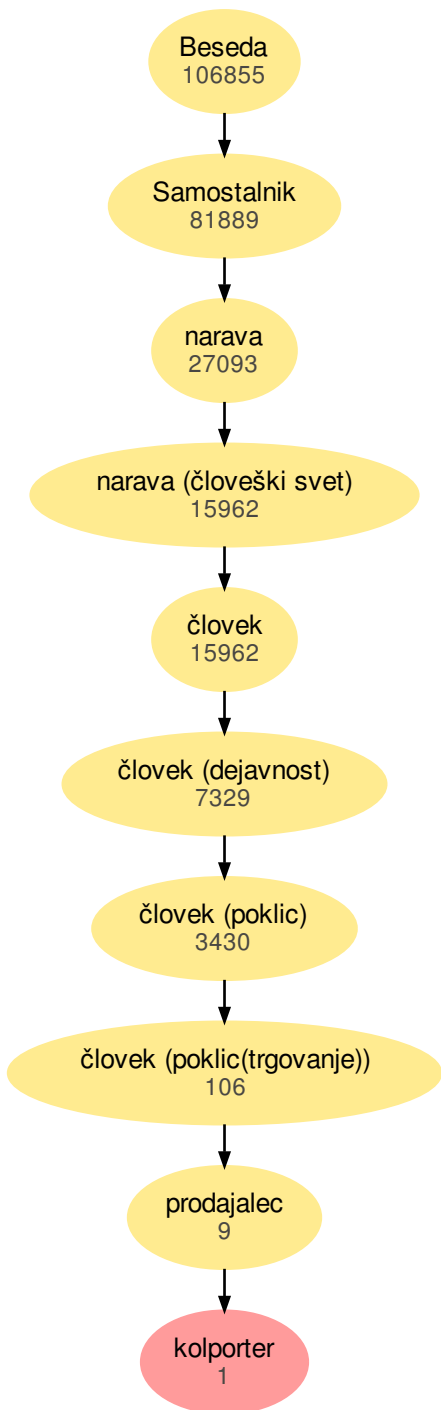 Beseda
106855
Samostalnik
81889
narava
27093
narava (človeški svet)
15962
človek
15962
človek (dejavnost)
7329
človek (poklic)
3430
človek (poklic(trgovanje))
106
prodajalec
9
kolporter
1